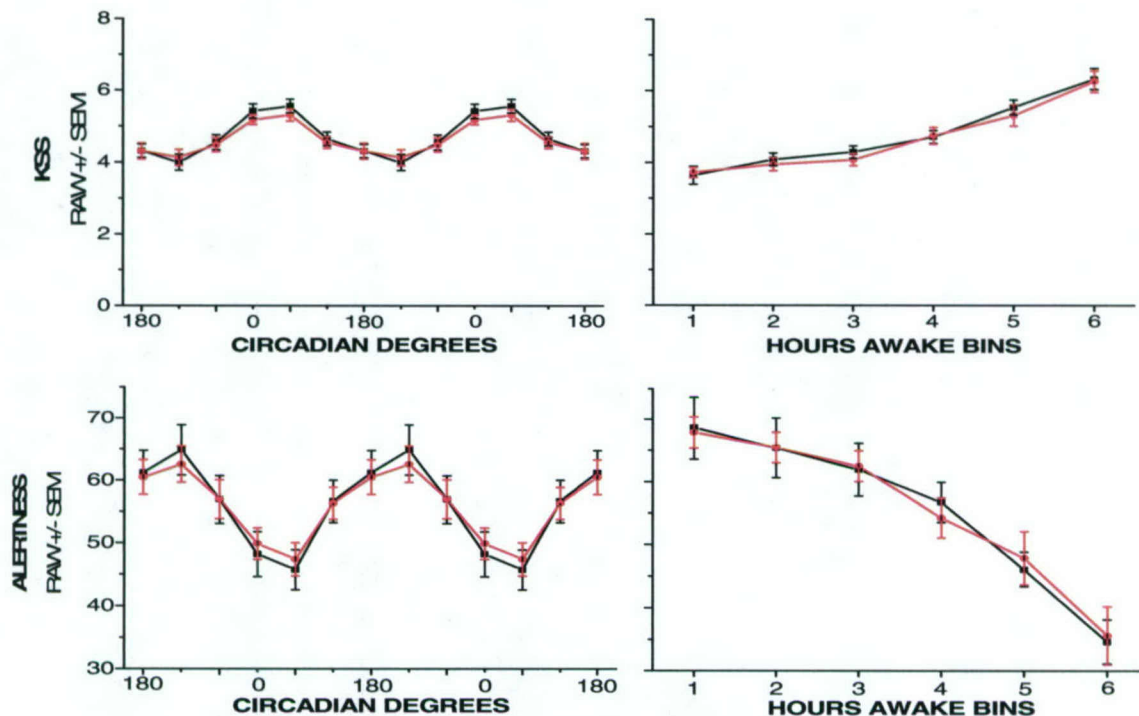 KSS
RAW +/- SEM
8
6
4
2
0
180 0 180 0 180
CIRCADIAN DEGREES
1 2 3 4 5 6
HOURS AWAKE BINS
ALERTNESS
RAW +/- SEM
70
60
50
40
30
180 0 180 0 180
CIRCADIAN DEGREES
1 2 3 4 5 6
HOURS AWAKE BINS